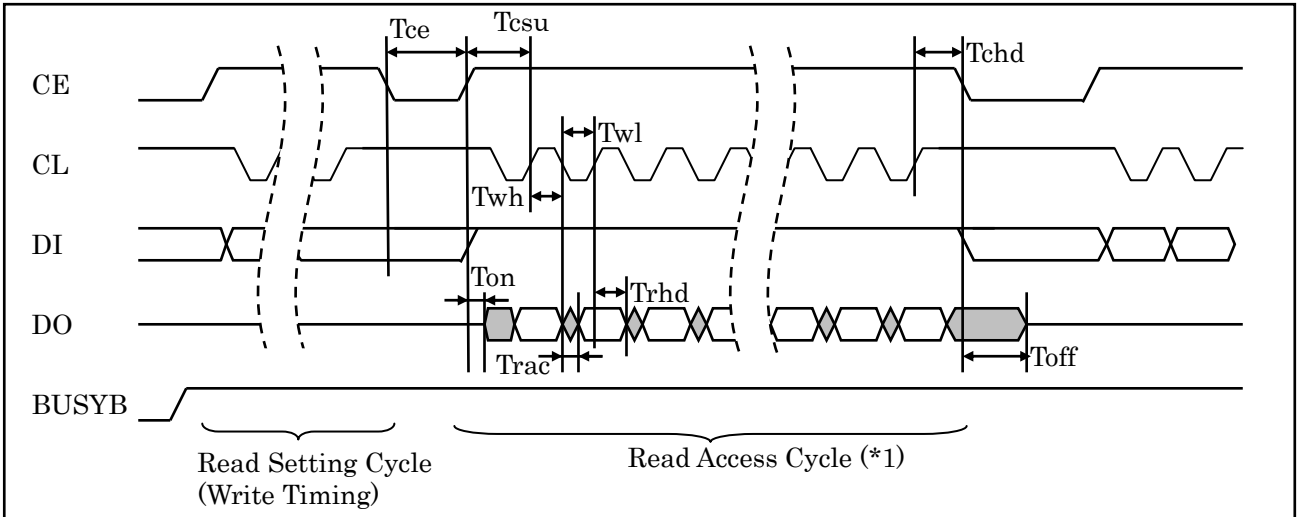 Tce
Tcsu
Tchd
CE
Twl
CL
Twh
DI
Ton
Trhd
DO
Trac
Toff
BUSYB
Read Setting Cycle
(Write Timing)
Read Access Cycle (*1)